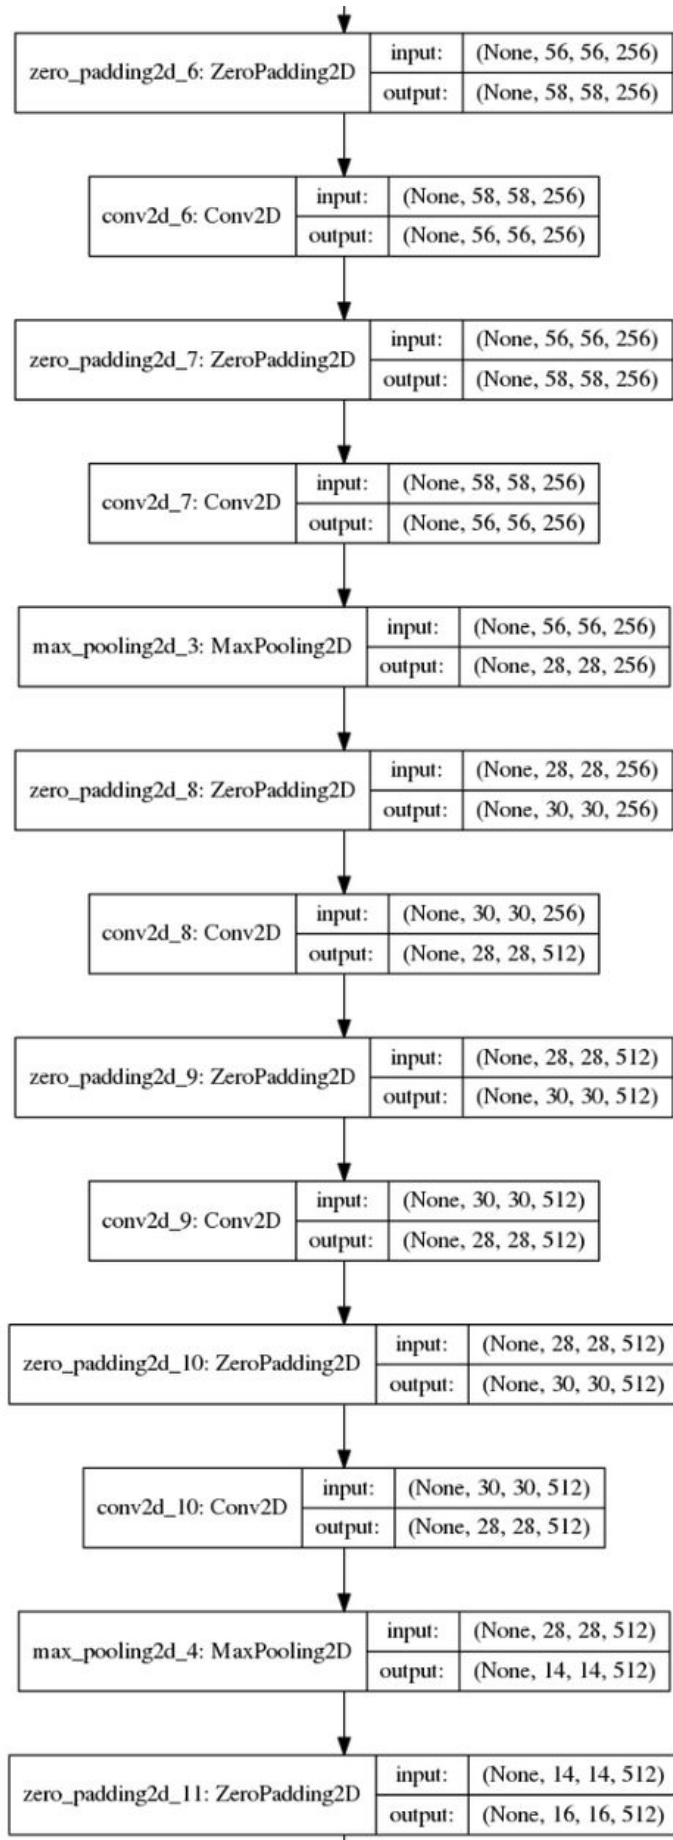 zero_padding2d_6: ZeroPadding2D
input: (None, 56, 56, 256)
output: (None, 58, 58, 256)
conv2d_6: Conv2D
input: (None, 58, 58, 256)
output: (None, 56, 56, 256)
zero_padding2d_7: ZeroPadding2D
input: (None, 56, 56, 256)
output: (None, 58, 58, 256)
conv2d_7: Conv2D
input: (None, 58, 58, 256)
output: (None, 56, 56, 256)
max_pooling2d_3: MaxPooling2D
input: (None, 56, 56, 256)
output: (None, 28, 28, 256)
zero_padding2d_8: ZeroPadding2D
input: (None, 28, 28, 256)
output: (None, 30, 30, 256)
conv2d_8: Conv2D
input: (None, 30, 30, 256)
output: (None, 28, 28, 512)
zero_padding2d_9: ZeroPadding2D
input: (None, 28, 28, 512)
output: (None, 30, 30, 512)
conv2d_9: Conv2D
input: (None, 30, 30, 512)
output: (None, 28, 28, 512)
zero_padding2d_10: ZeroPadding2D
input: (None, 28, 28, 512)
output: (None, 30, 30, 512)
conv2d_10: Conv2D
input: (None, 30, 30, 512)
output: (None, 28, 28, 512)
max_pooling2d_4: MaxPooling2D
input: (None, 28, 28, 512)
output: (None, 14, 14, 512)
zero_padding2d_11: ZeroPadding2D
input: (None, 14, 14, 512)
output: (None, 16, 16, 512)